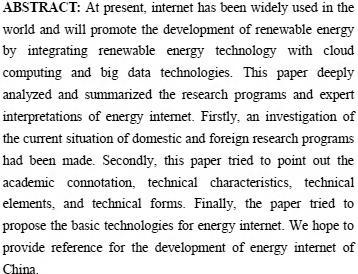 ABSTRACT: At present, internet has been widely used in the
world and will promote the development of renewable energy
by integrating renewable energy technology with cloud
computing and big data technologies. This paper deeply
analyzed and summarized the research programs and expert
interpretations of energy internet. Firstly, an investigation of
the current situation of domestic and foreign research programs
had been made. Secondly, this paper tried to point out the
academic connotation, technical characteristics, technical
elements, and technical forms. Finally, the paper tried to
propose the basic technologies for energy internet. We hope to
provide reference for the development of energy internet of
China.